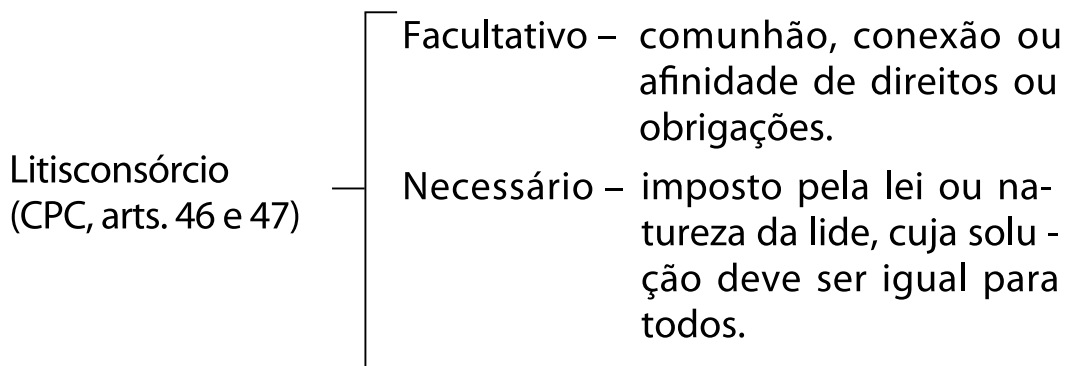 Litisconsórcio
(CPC, arts. 46 e 47)
Facultativo – comunhão, conexão ou
afinidade de direitos ou
obrigações.
Necessário – imposto pela lei ou na-
tureza da lide, cuja solu -
ção deve ser igual para
todos.